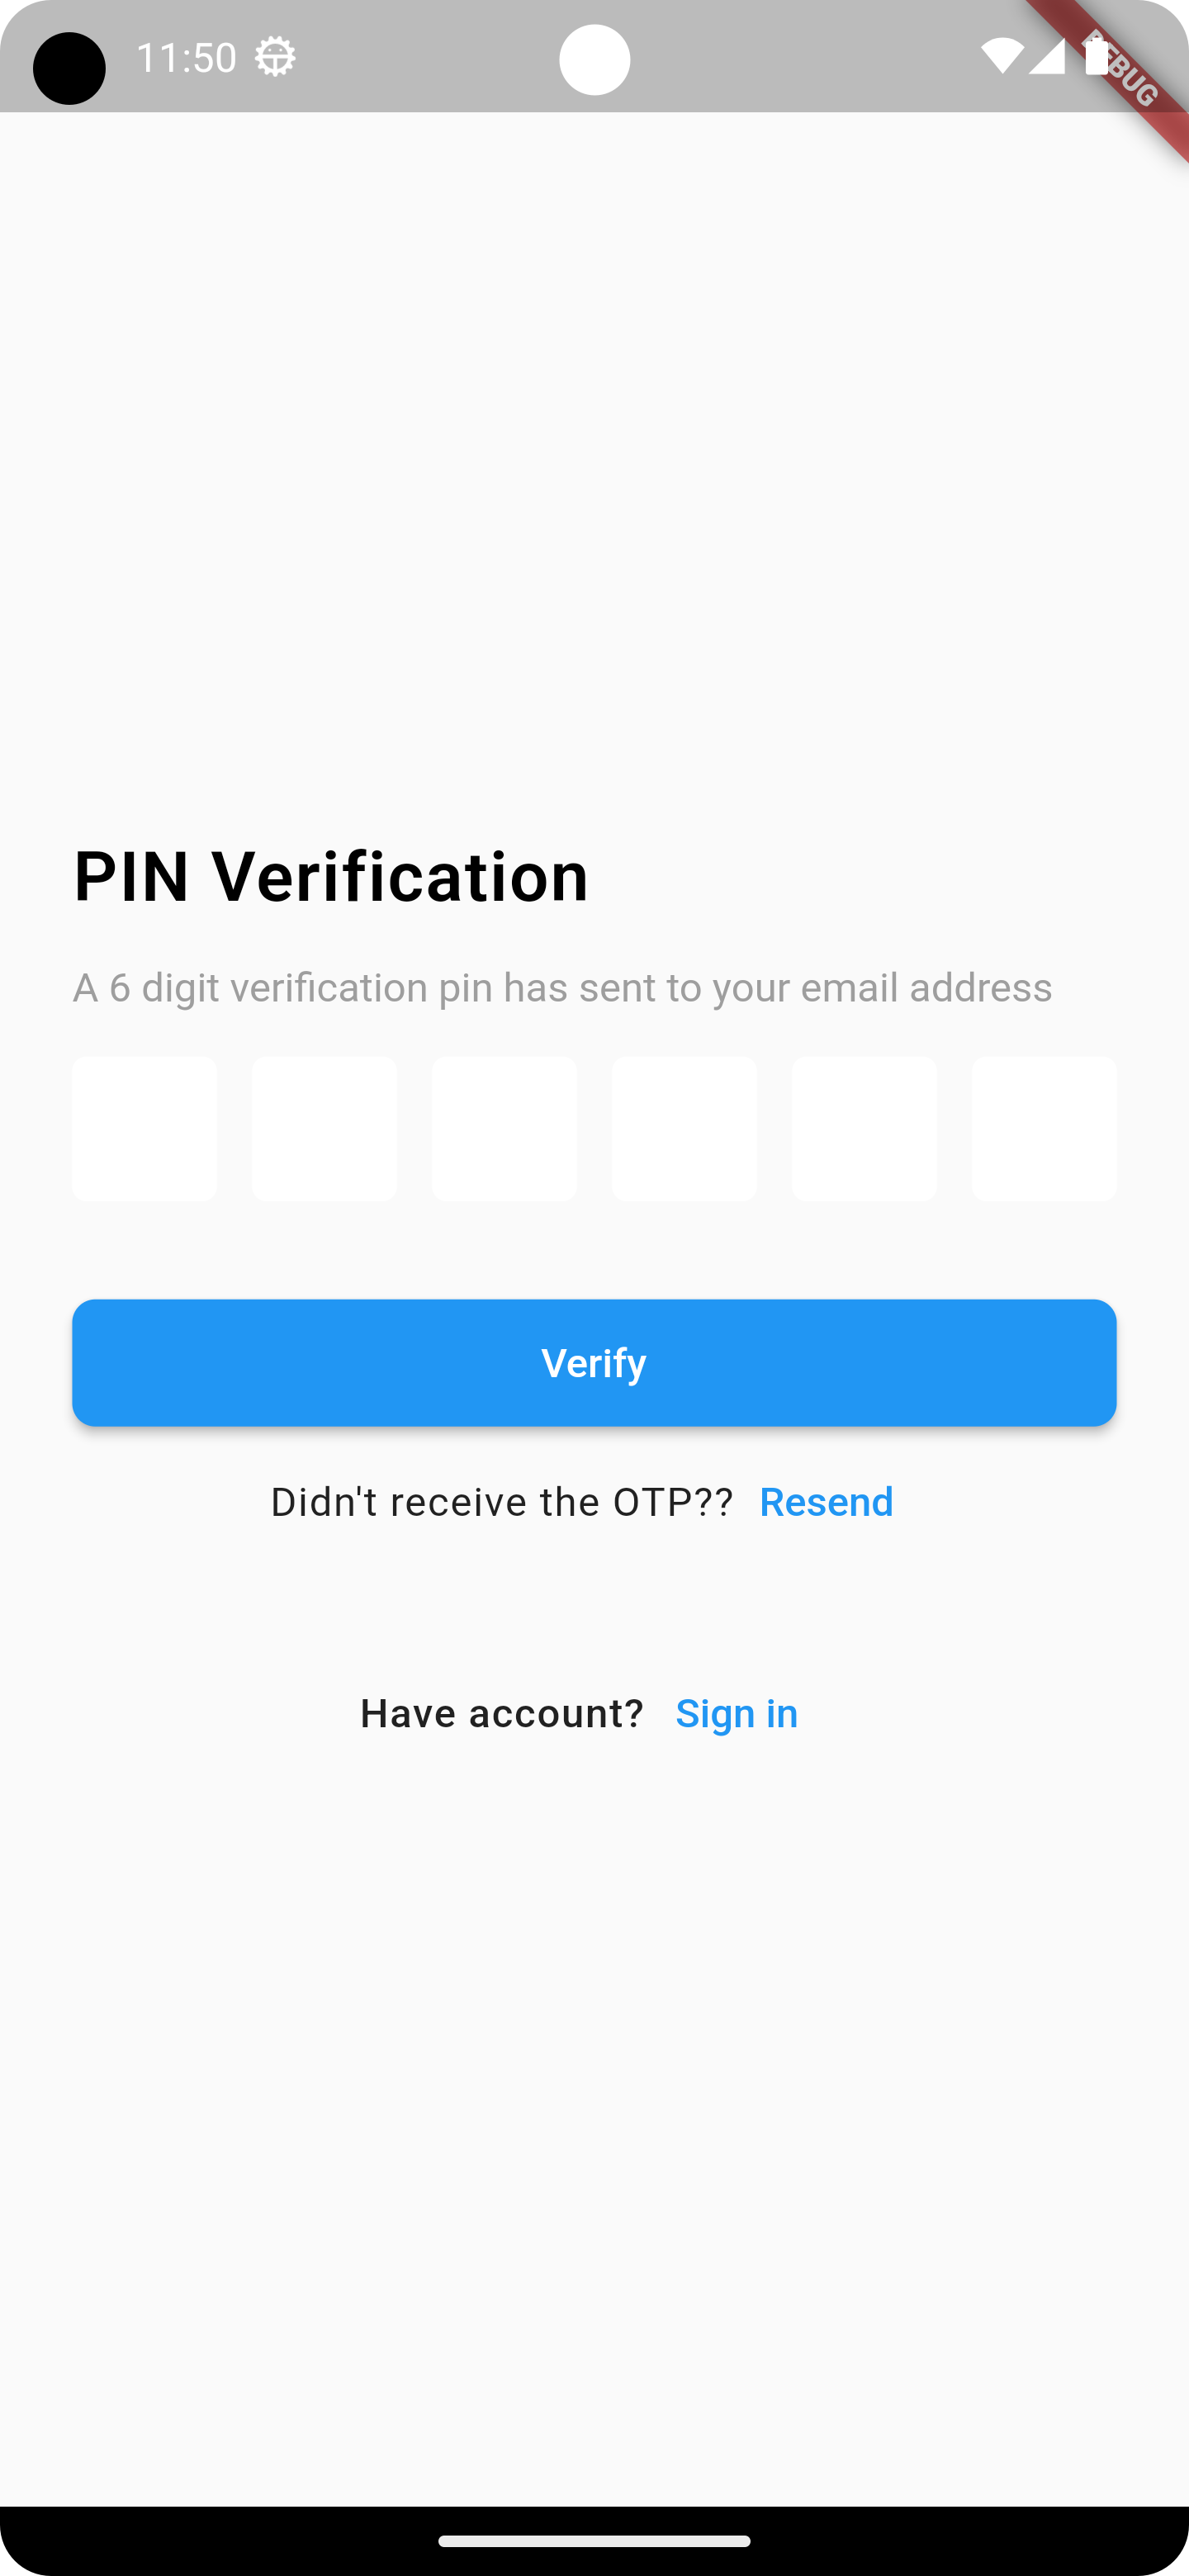 11:50
DEBUG
PIN Verification
A 6 digit verification pin has sent to your email address
Verify
Didn't receive the OTP?? Resend
Have account? Sign in